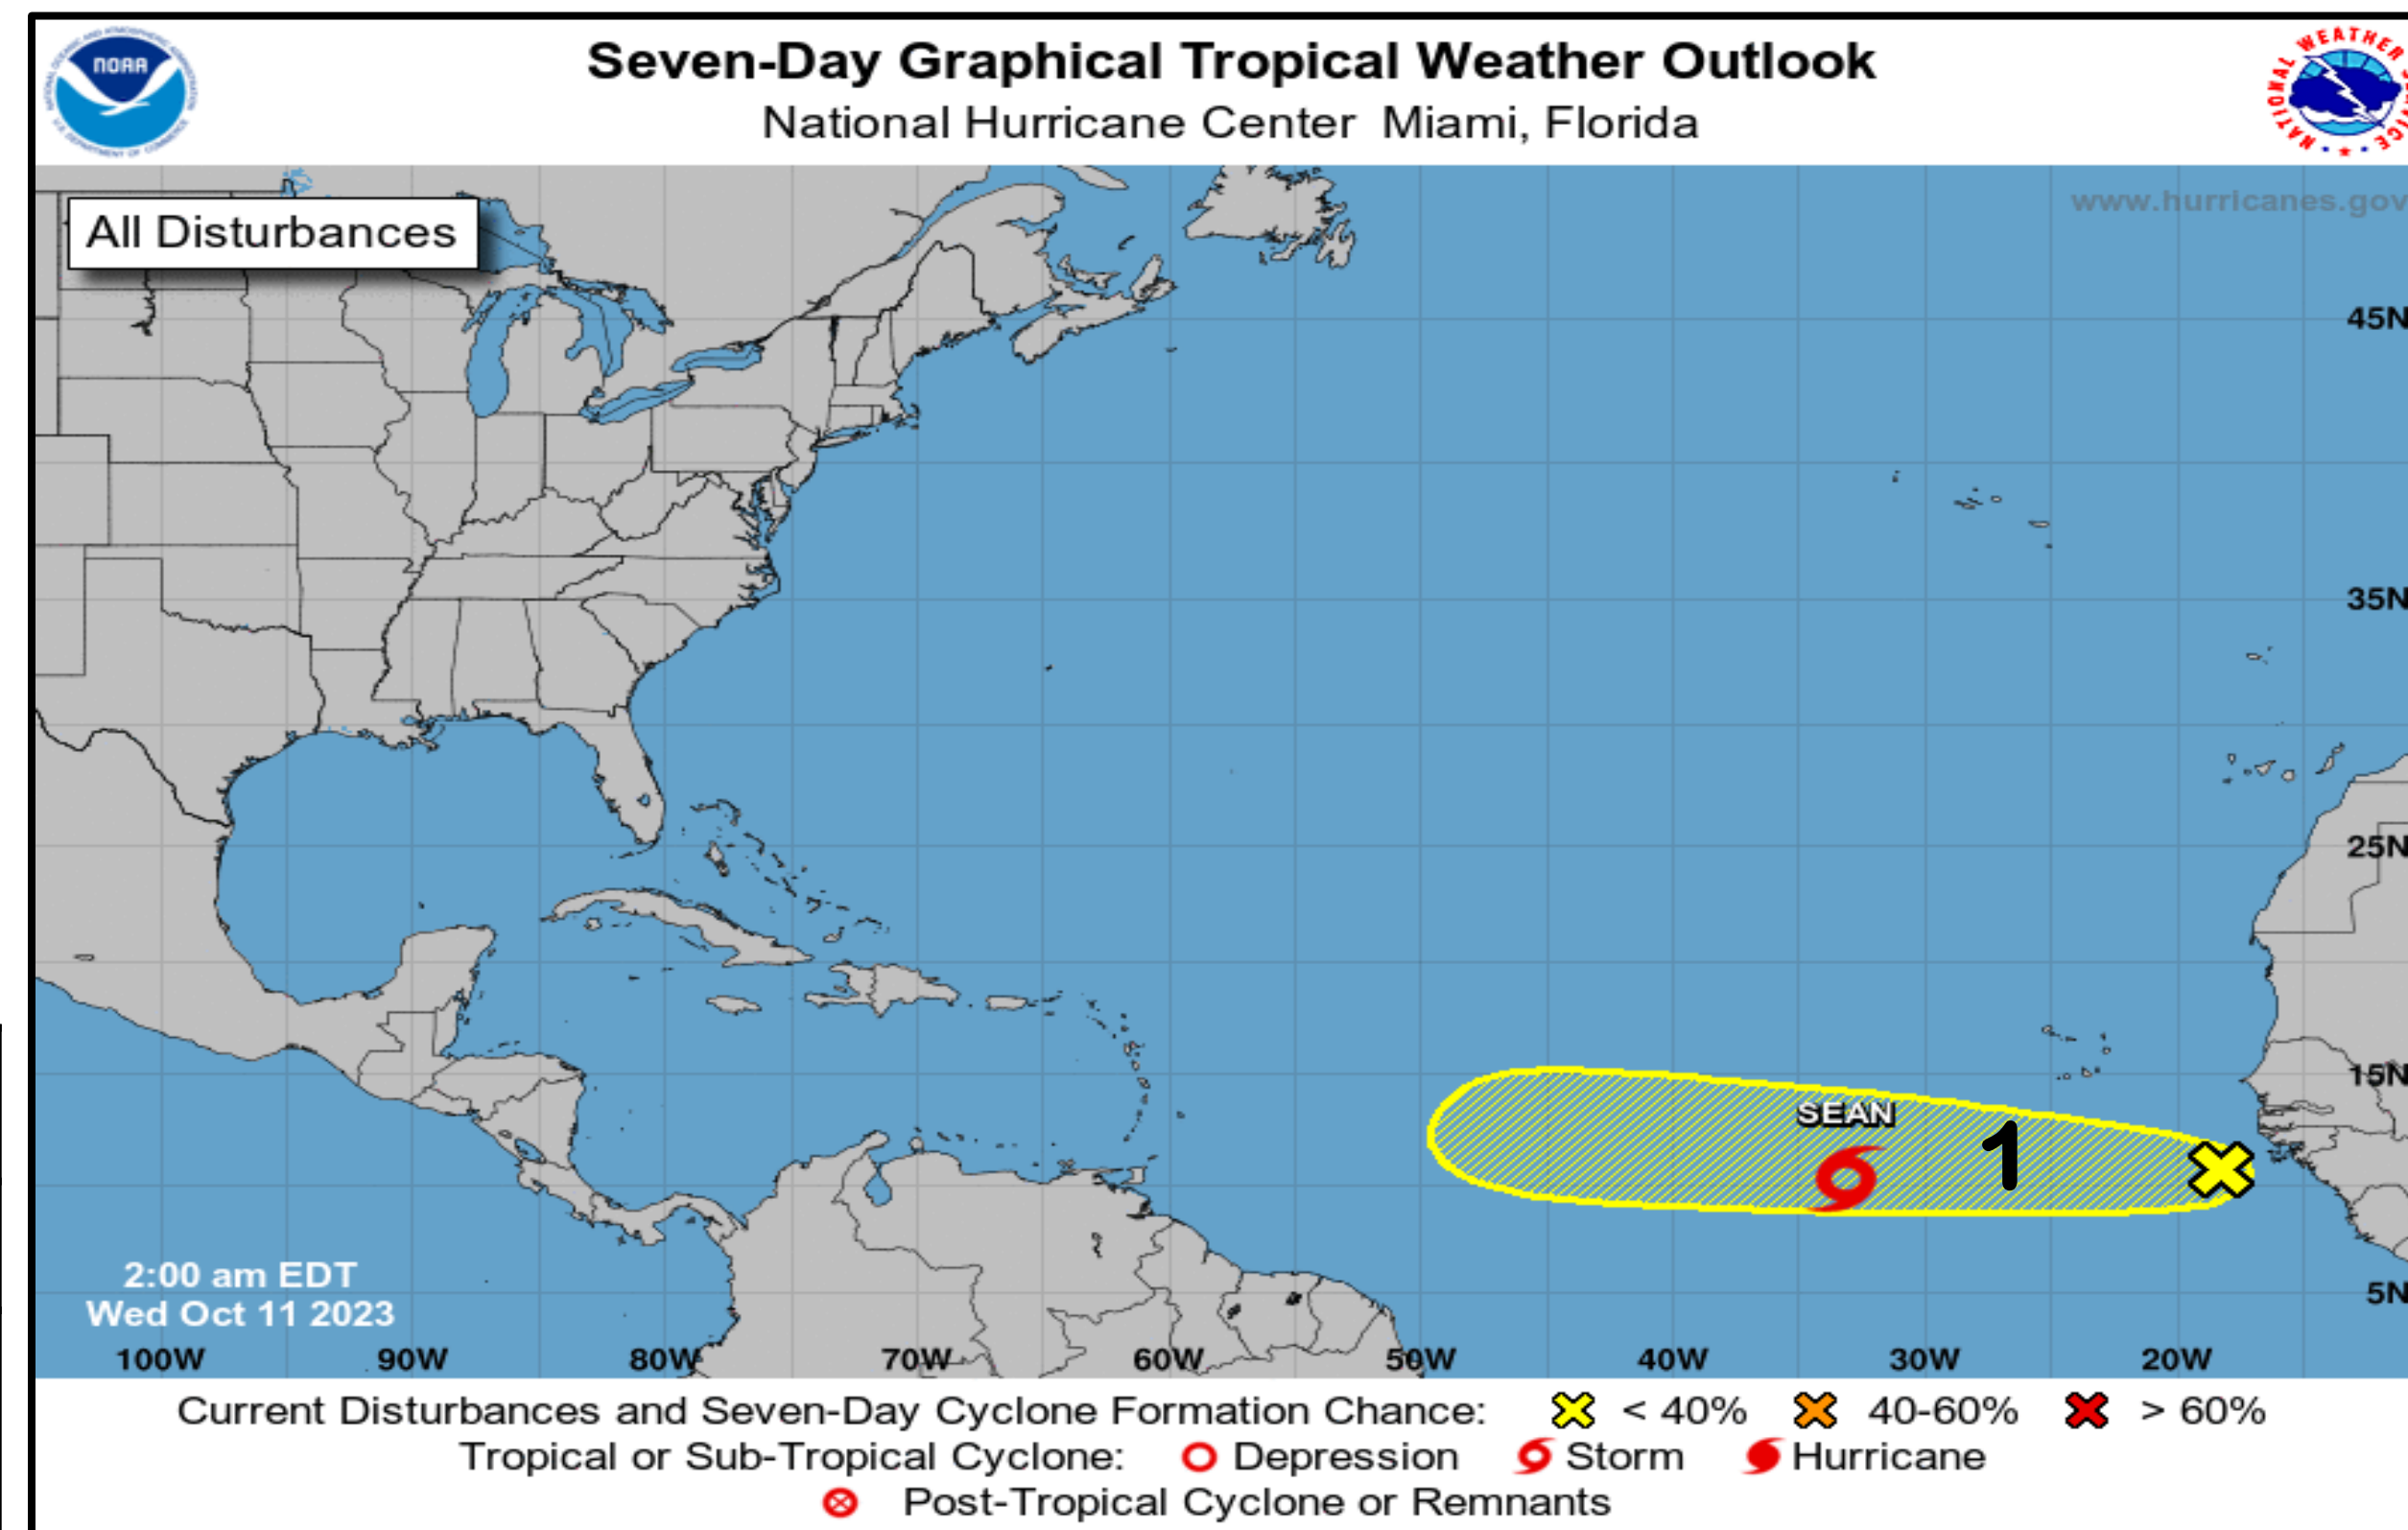 Seven-Day Graphical Tropical Weather Outlook
National Hurricane Center Miami, Florida
NOAA
NATIONAL WEATHER
www.hurricanes.gov
All Disturbances
45N
35N
25N
15N
SEAN
1
5N
2:00 am EDT
Wed Oct 11 2023
100W 90W 80W 70W 60W 50W 40W 30W 20W
Current Disturbances and Seven-Day Cyclone Formation Chance: < 40% 40-60% > 60%
Tropical or Sub-Tropical Cyclone: Depression Storm Hurricane
Post-Tropical Cyclone or Remnants